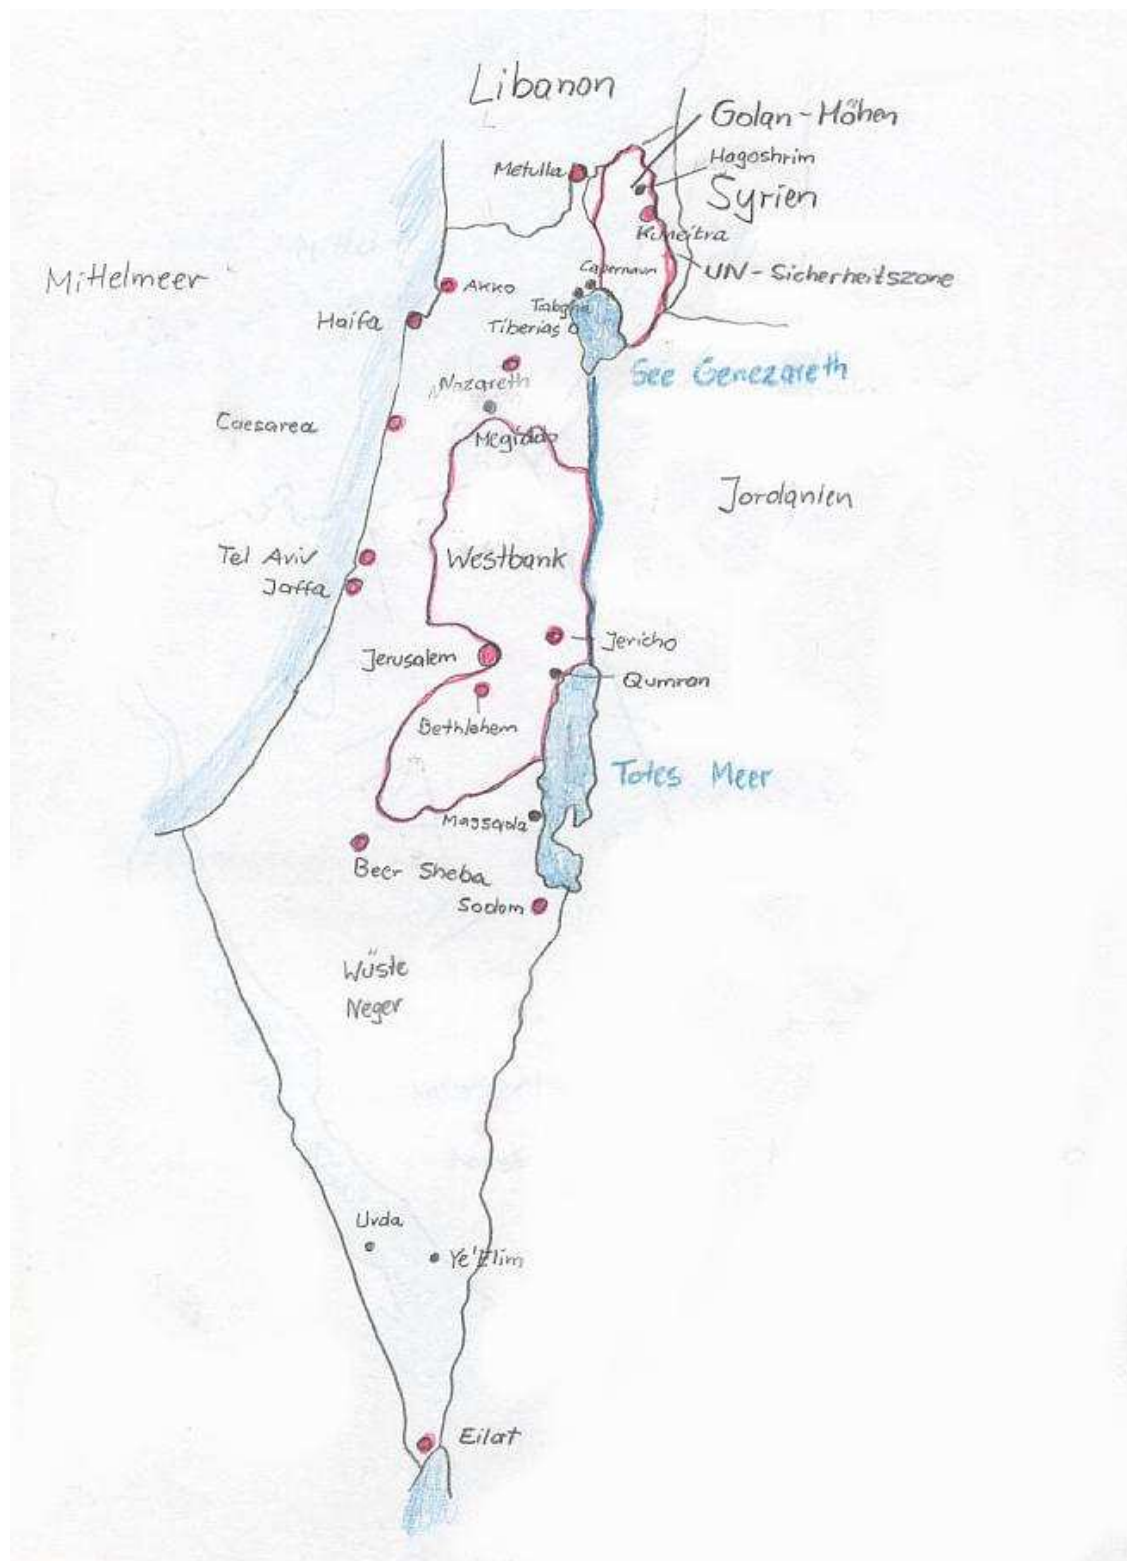 Libanon
Golan-Höhen
Metulla
Hagoshrim
Syrien
Kuneitra
Mittelmeer
Capernaum
UN-Sicherheitszone
Akko
Tabgha
Haifa
Tiberias
See Genezareth
Nazareth
Caesarea
Megiddo
Jordanien
Tel Aviv
Westbank
Jaffa
Jericho
Jerusalem
Qumran
Bethlehem
Totes Meer
Massada
Beer Sheba
Sodom
Wüste
Neger
Uvda
Ye'Elim
Eilat